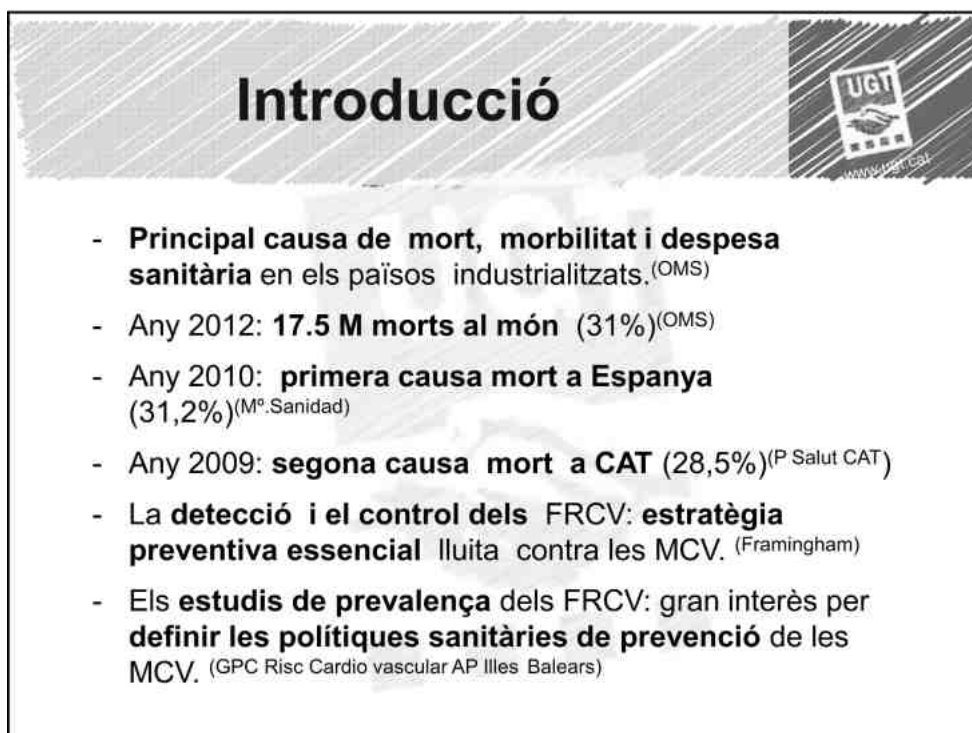 Introducció
UGT
www.ugt.cat
- Principal causa de mort, morbilitat i despesa
sanitària en els països industrialitzats.(OMS)
- Any 2012: 17.5 M morts al món (31%)(OMS)
- Any 2010: primera causa mort a Espanya
(31,2%)(Mº.Sanidad)
- Any 2009: segona causa mort a CAT (28,5%)(P Salut CAT)
- La detecció i el control dels FRCV: estratègia
preventiva essencial lluita contra les MCV. (Framingham)
- Els estudis de prevalença dels FRCV: gran interès per
definir les polítiques sanitàries de prevenció de les
MCV. (GPC Risc Cardio vascular AP Illes Balears)